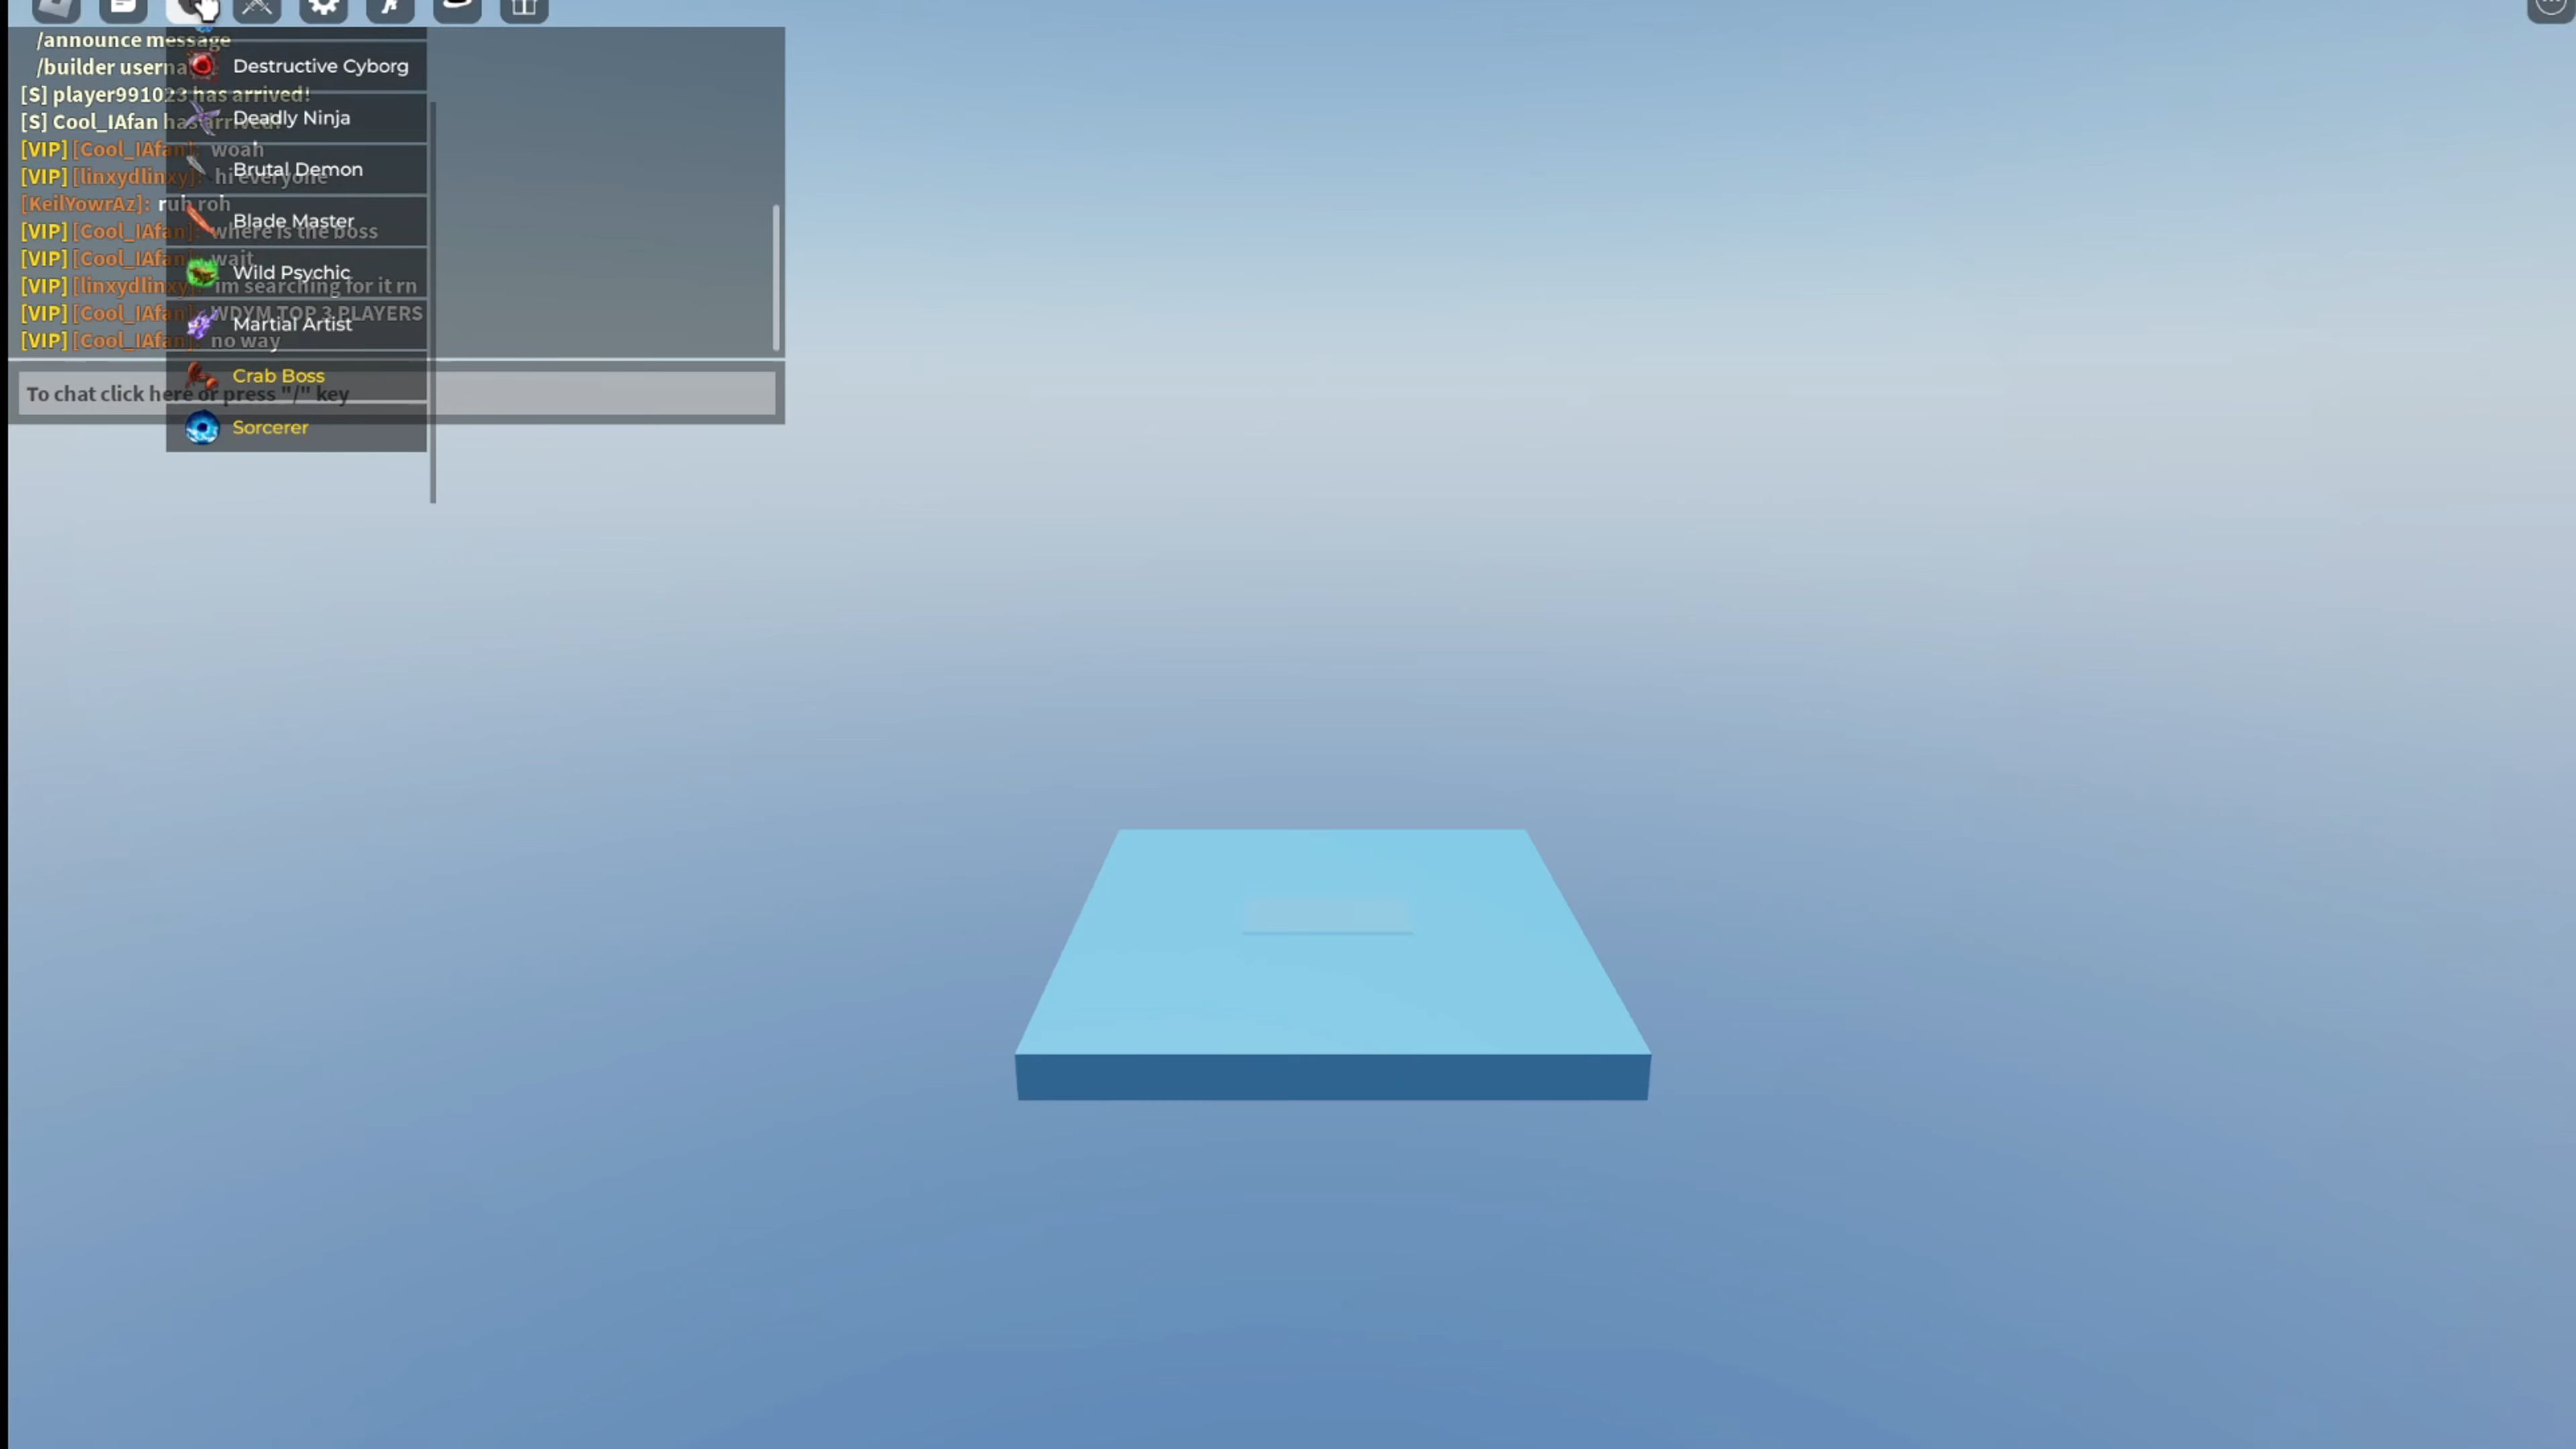 /announce message
/builder userna
[S] player991023 has arrived!
[S] Cool_IAfan has arrived!
[VIP] [Cool_IAfan]: woah
[VIP] [linxydlinxy]: hi everyone
[KeilYowrAz]: ruh roh
[VIP] [Cool_IAfan]: where is the boss
[VIP] [Cool_IAfan]: wait
[VIP] [linxydlinxy]: im searching for it rn
[VIP] [Cool_IAfan]: WDYM TOP 3 PLAYERS
[VIP] [Cool_IAfan]: no way
To chat click here or press "/" key
Destructive Cyborg
Deadly Ninja
Brutal Demon
Blade Master
Wild Psychic
Martial Artist
Crab Boss
Sorcerer